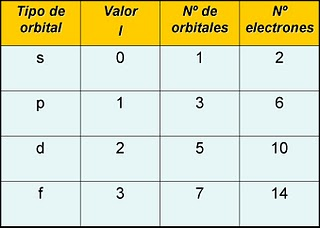 Tipo de orbital Valor l Nº de orbitales Nº electrones
s 0 1 2
p 1 3 6
d 2 5 10
f 3 7 14